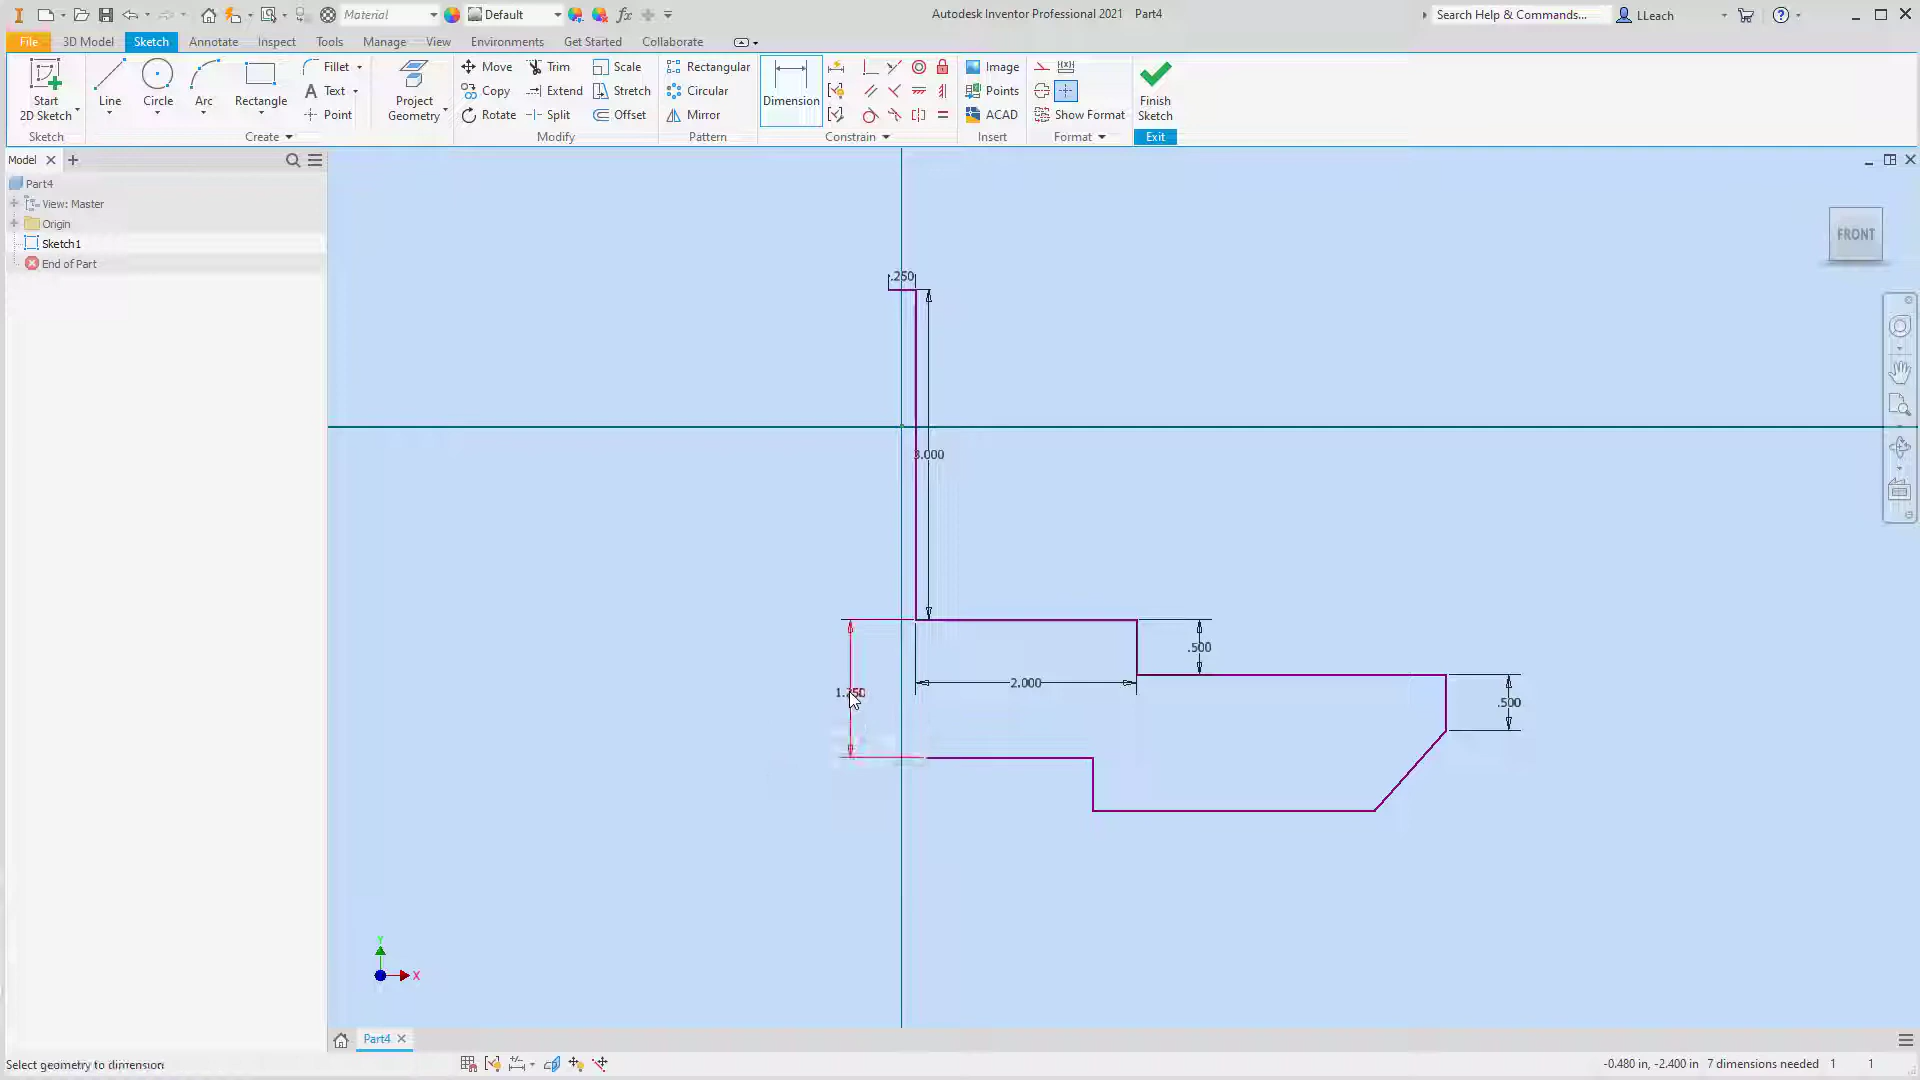 Material
Default
Autodesk Inventor Professional 2021 Part4
Search Help & Commands...
LLeach
File
3D Model
Sketch
Annotate
Inspect
Tools
Manage
View
Environments
Get Started
Collaborate
Start
2D Sketch
Line
Circle
Arc
Rectangle
Fillet
Text
Point
Project
Geometry
Move
Copy
Rotate
Trim
Extend
Split
Scale
Stretch
Offset
Rectangular
Circular
Mirror
Dimension
Image
Points
ACAD
Show Format
Finish
Sketch
Sketch
Create
Modify
Pattern
Constrain
Insert
Format
Exit
Model
Part4
View: Master
Origin
Sketch1
End of Part
FRONT
.250
3.000
.500
2.000
.500
Y
X
Part4
Select geometry to dimension
-0.480 in, -2.400 in 7 dimensions needed 1 1